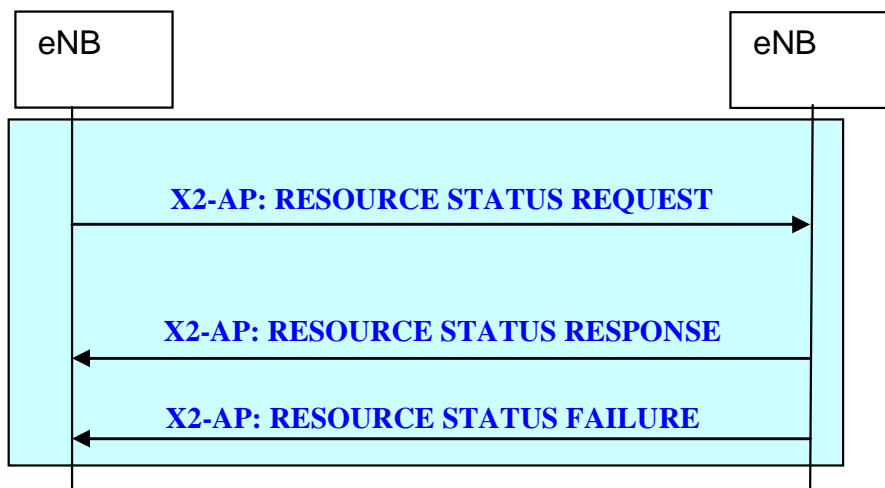 eNB
eNB
X2-AP: RESOURCE STATUS REQUEST
X2-AP: RESOURCE STATUS RESPONSE
X2-AP: RESOURCE STATUS FAILURE